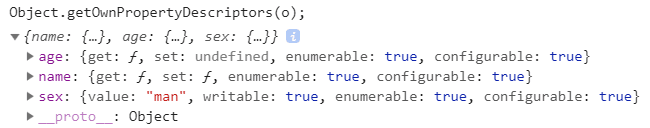 Object.getOwnPropertyDescriptors(o);
▼{name: {…}, age: {…}, sex: {…}} i
▶age: {get: ƒ, set: undefined, enumerable: true, configurable: true}
▶name: {get: ƒ, set: ƒ, enumerable: true, configurable: true}
▶sex: {value: "man", writable: true, enumerable: true, configurable: true}
▶__proto__: Object